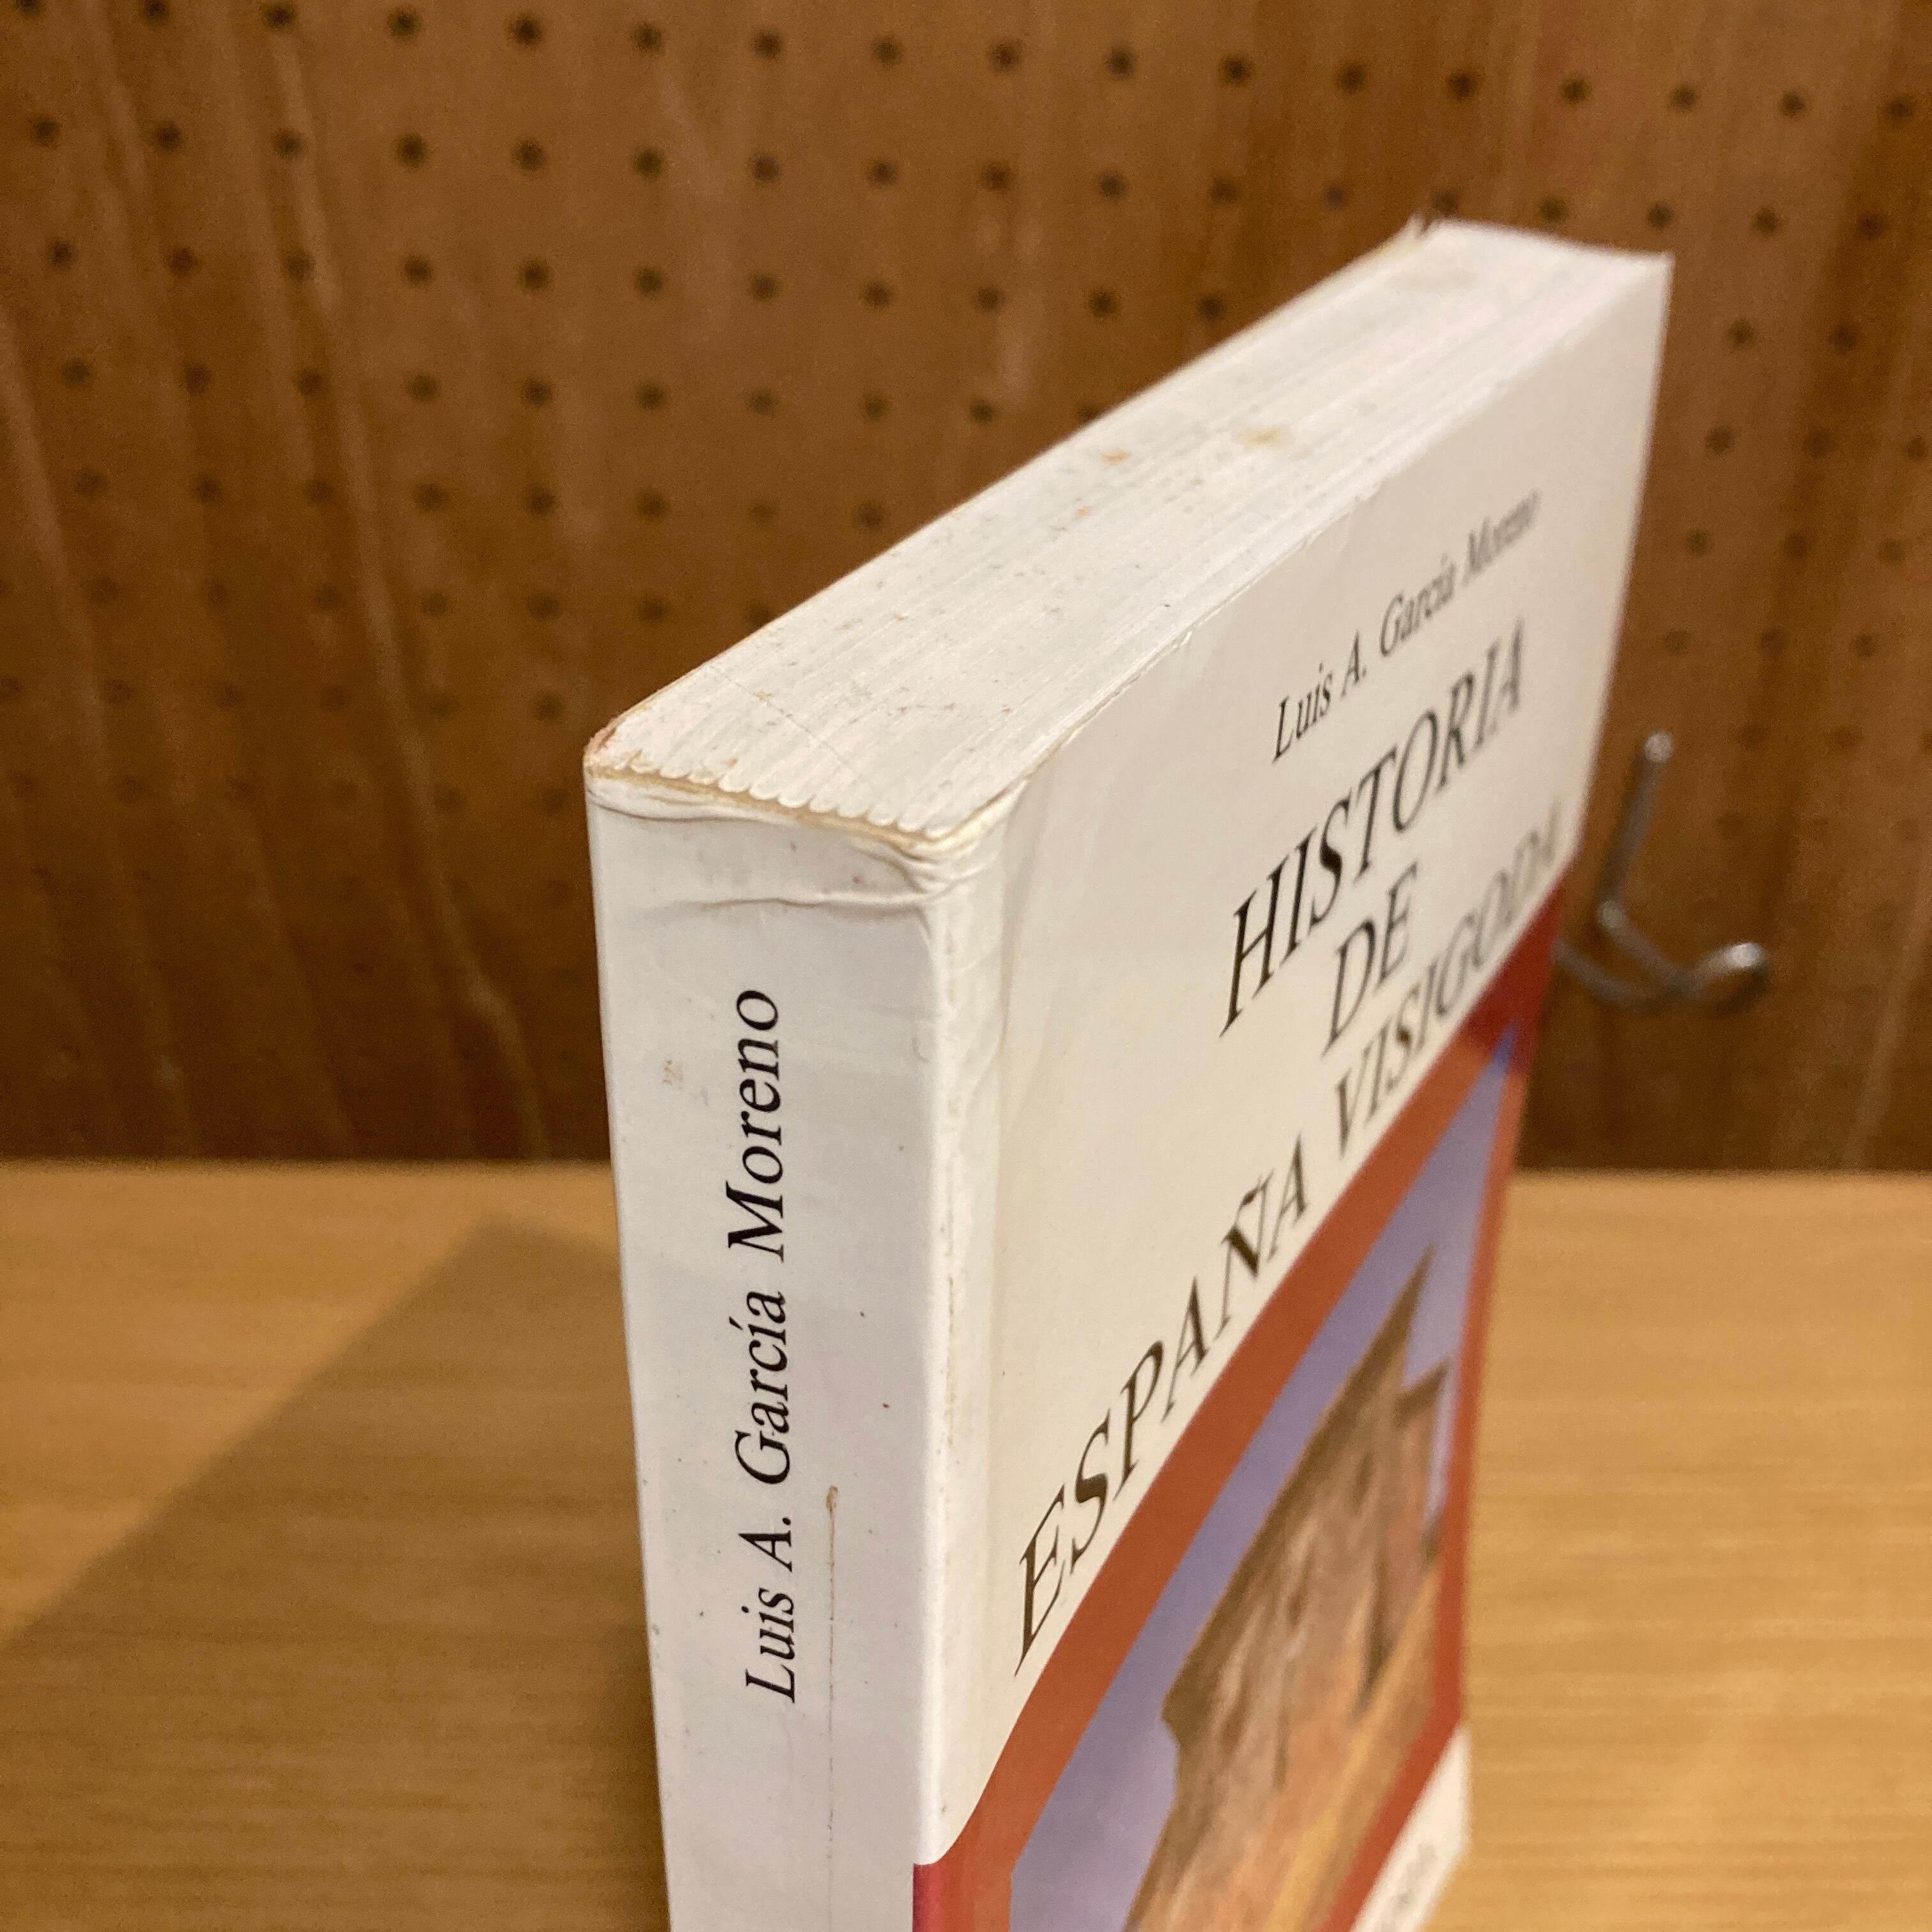 Luis A. García Moreno
Luis A. García Moreno
HISTORIA
DE
ESPAÑA VISIGODA